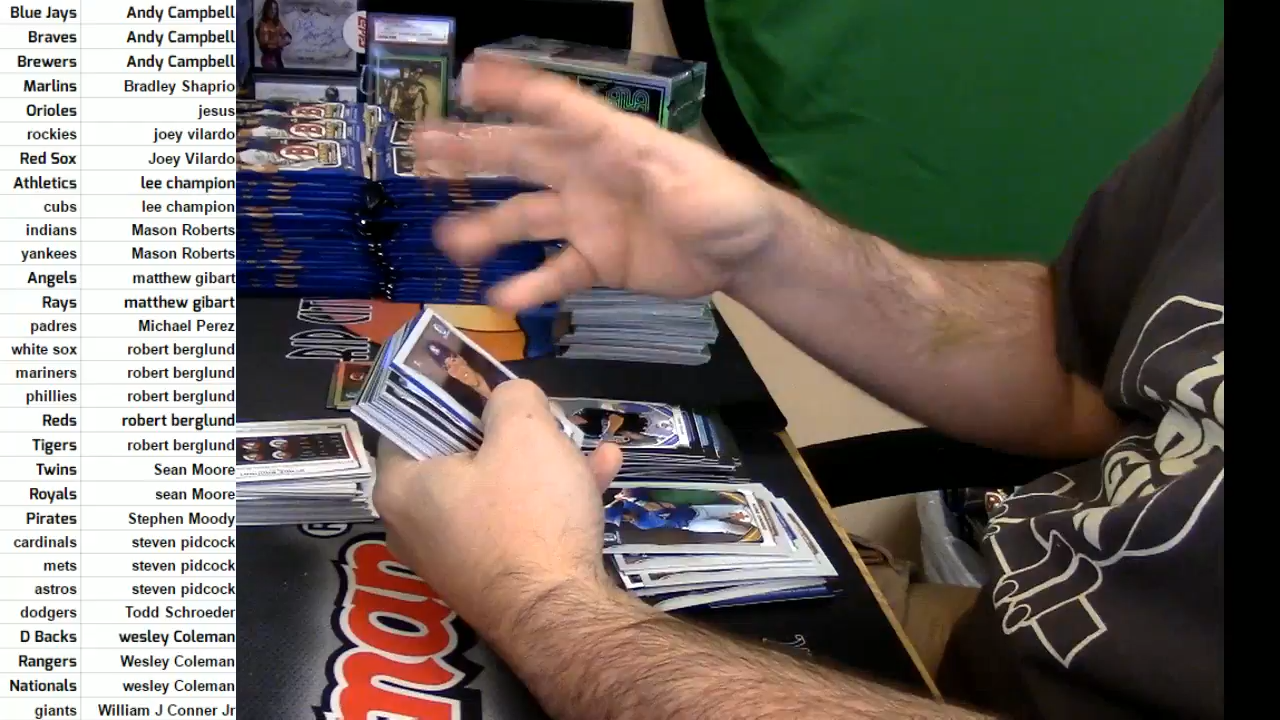 Blue Jays Andy Campbell
Braves Andy Campbell
Brewers Andy Campbell
Marlins Bradley Shaprio
Orioles jesus
rockies joey vilardo
Red Sox Joey Vilardo
Athletics lee champion
cubs lee champion
indians Mason Roberts
yankees Mason Roberts
Angels matthew gibart
Rays matthew gibart
padres Michael Perez
white sox robert berglund
mariners robert berglund
phillies robert berglund
Reds robert berglund
Tigers robert berglund
Twins Sean Moore
Royals sean Moore
Pirates Stephen Moody
cardinals steven pidcock
mets steven pidcock
astros steven pidcock
dodgers Todd Schroeder
D Backs wesley Coleman
Rangers Wesley Coleman
Nationals wesley Coleman
giants William J Conner Jr
RIP CITY